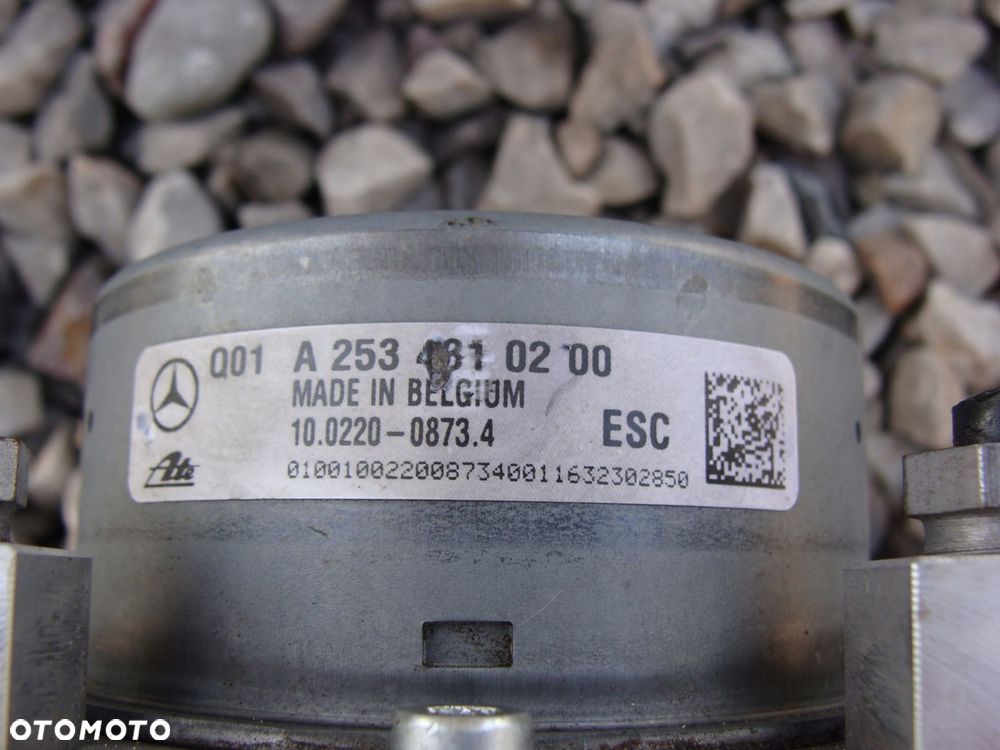 Q01 A 253 431 02 00
MADE IN BELGIUM
10.0220-0873.4 ESC
Ate
0100100220087340011632302850
OTOMOTO